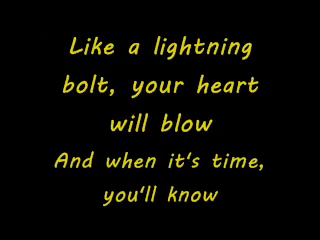 Like a lightning
bolt, your heart
will blow
And when it's time,
you'll know